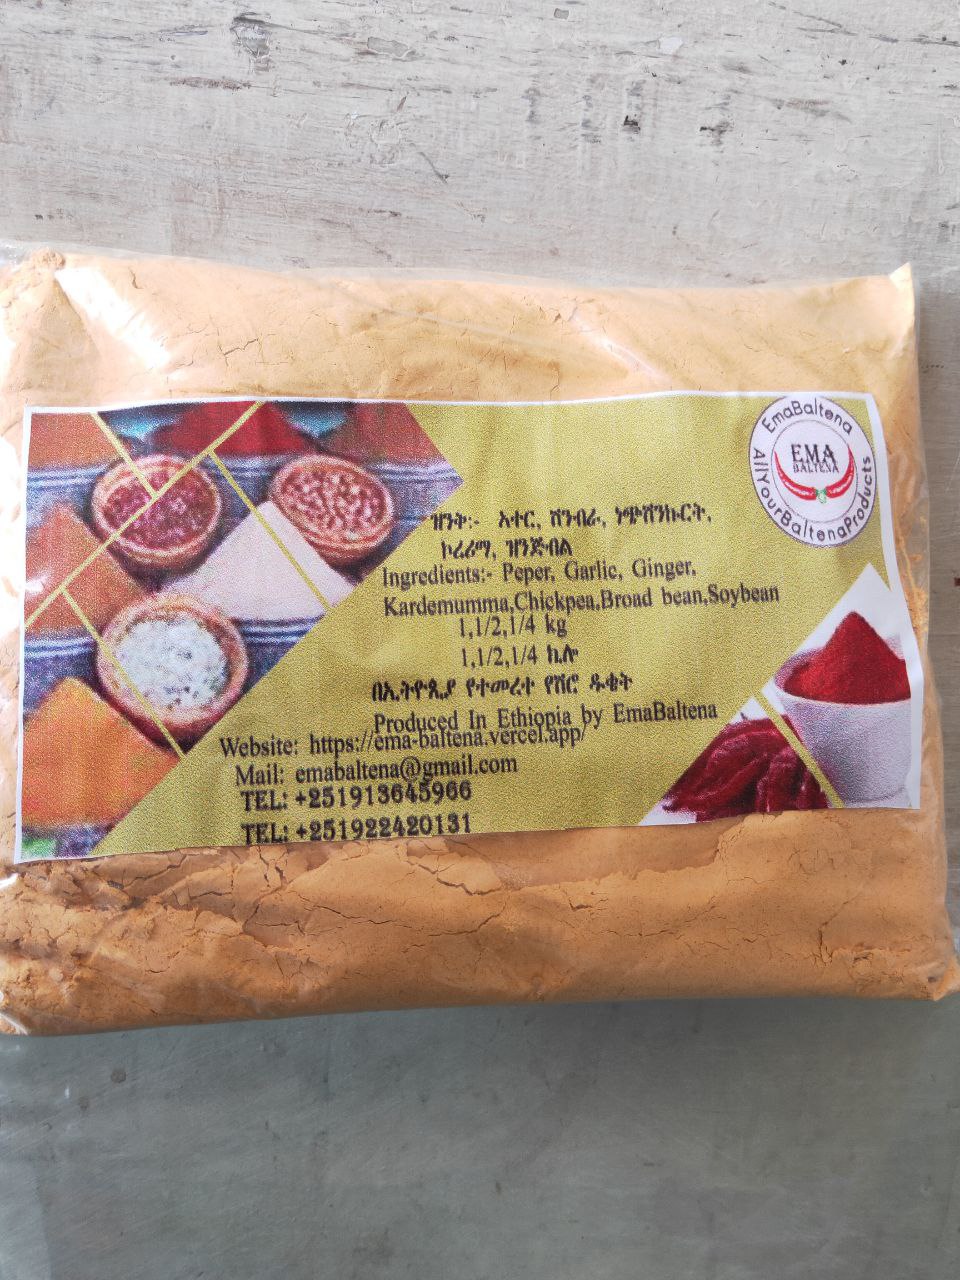 EmaBaltena
EMA
BALTENA
AllYourBaltenaProducts
ዝንቅ:- አተር, ሽንብራ, ነጭሽንኩርት,
ኮረሪማ, ዝንጅብል
Ingredients:- Peper, Garlic, Ginger,
Kardemumma,Chickpea,Broad bean,Soybean
1,1/2,1/4 kg
1,1/2,1/4 ኪሎ
በኢትዮጲያ የተመረተ የሽሮ ዱቄት
Produced In Ethiopia by EmaBaltena
Website: https://ema-baltena.vercel.app/
Mail: emabaltena@gmail.com
TEL: +251913645966
TEL: +251922420131